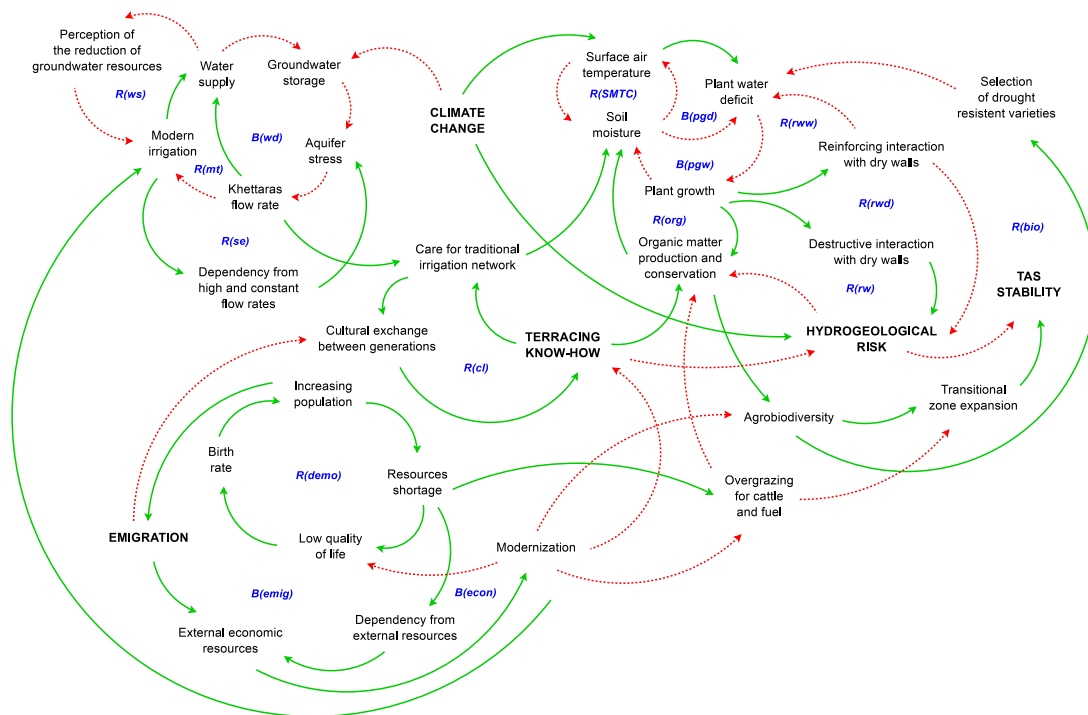 Perception of
the reduction of
groundwater resources
Water
supply
Groundwater
storage
R(ws)
Modern
irrigation
B(wd)
Aquifer
stress
R(mt)
Khettaras
flow rate
R(se)
Dependency from
high and constant
flow rates
CLIMATE
CHANGE
Surface air
temperature
R(SMTC)
Soil
moisture
Plant water
deficit
B(pgd)
R(rww)
B(pgw)
Plant growth
Selection
of drought
resistent varieties
Reinforcing interaction
with dry walls
R(rwd)
R(org)
Organic matter
production and
conservation
Destructive interaction
with dry walls
R(rw)
R(bio)
TAS
STABILITY
Care for traditional
irrigation network
Cultural exchange
between generations
TERRACING
KNOW-HOW
R(cl)
HYDROGEOLOGICAL
RISK
Increasing
population
Birth
rate
R(demo)
Resources
shortage
EMIGRATION
Low quality
of life
Modernization
Agrobiodiversity
Transitional
zone expansion
Overgrazing
for cattle
and fuel
B(emig)
B(econ)
External economic
resources
Dependency from
external resources